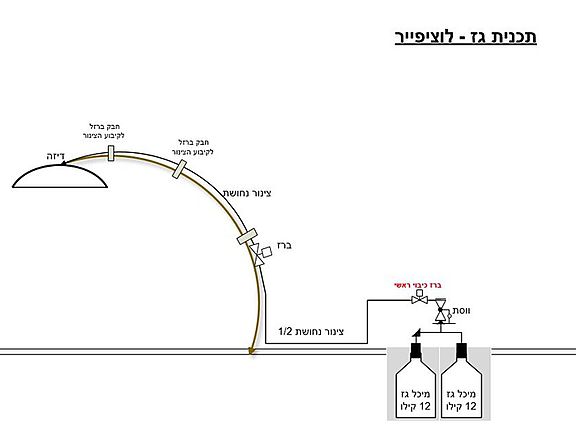 תכנית גז - לוציפייר
חבק ברזל
לקיבוע הצינור
חבק ברזל
לקיבוע הצינור
דיזה
צינור נחושת
ברז
ברז כיבוי ראשי
ווסת
צינור נחושת 1/2
מיכל גז
12 קילו
מיכל גז
12 קילו